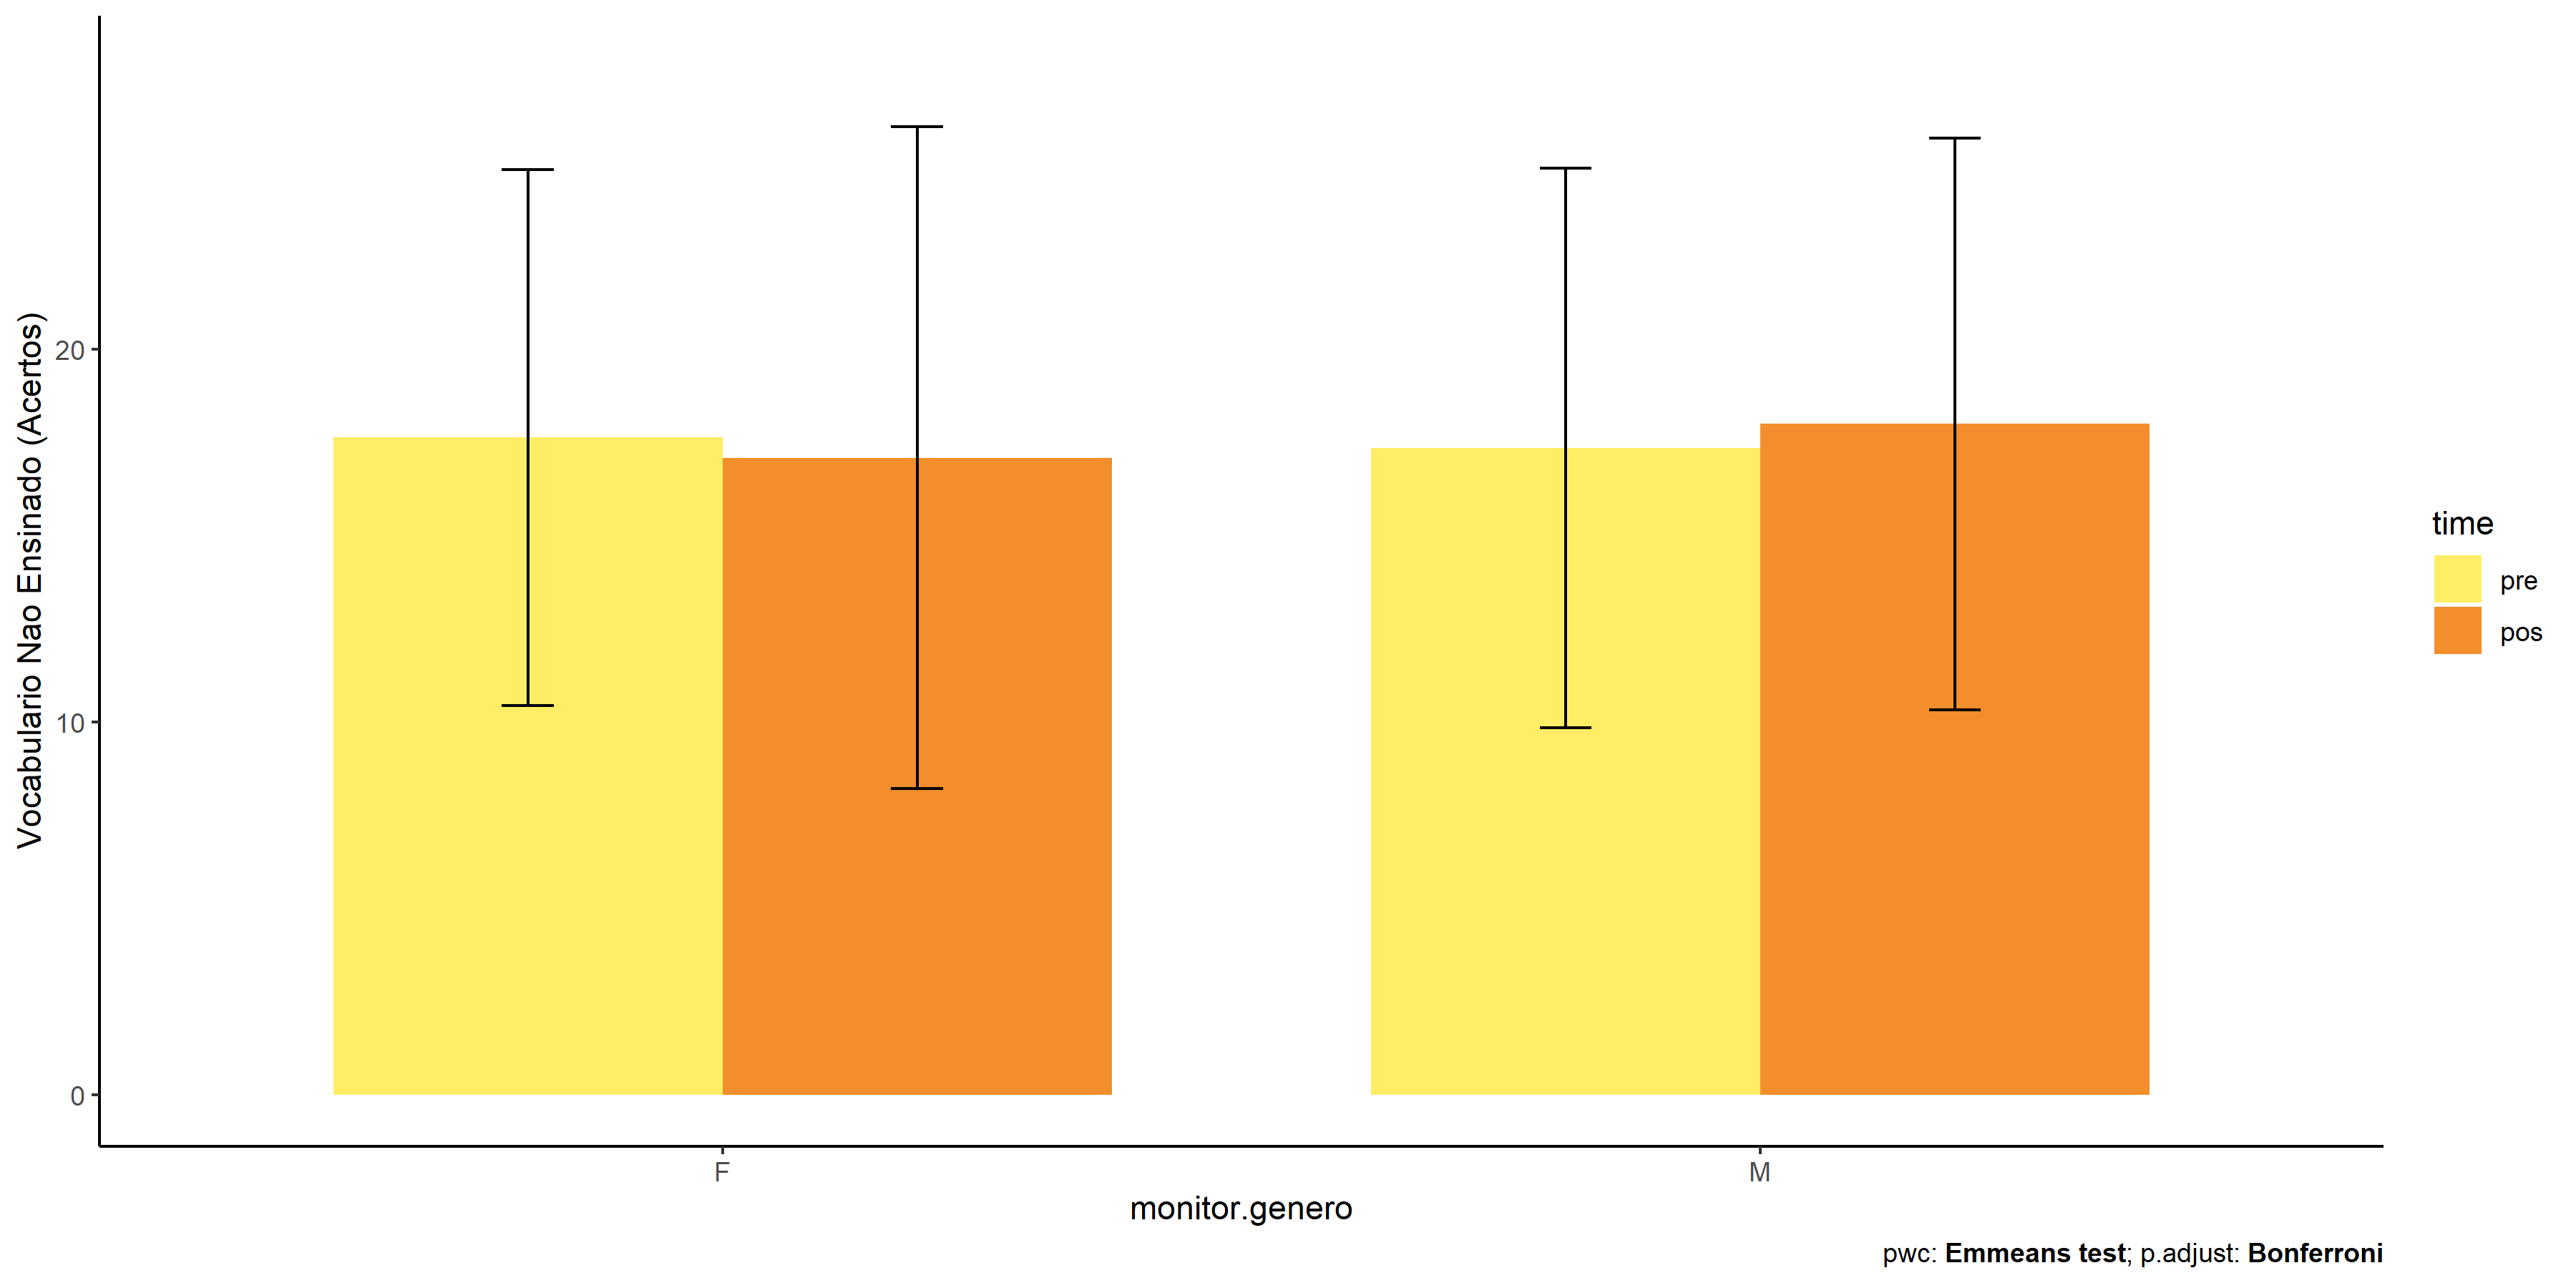 Vocabulario Nao Ensinado (Acertos)
20
10
0
F
M
monitor.genero
time
pre
pos
pwc: Emmeans test; p.adjust: Bonferroni